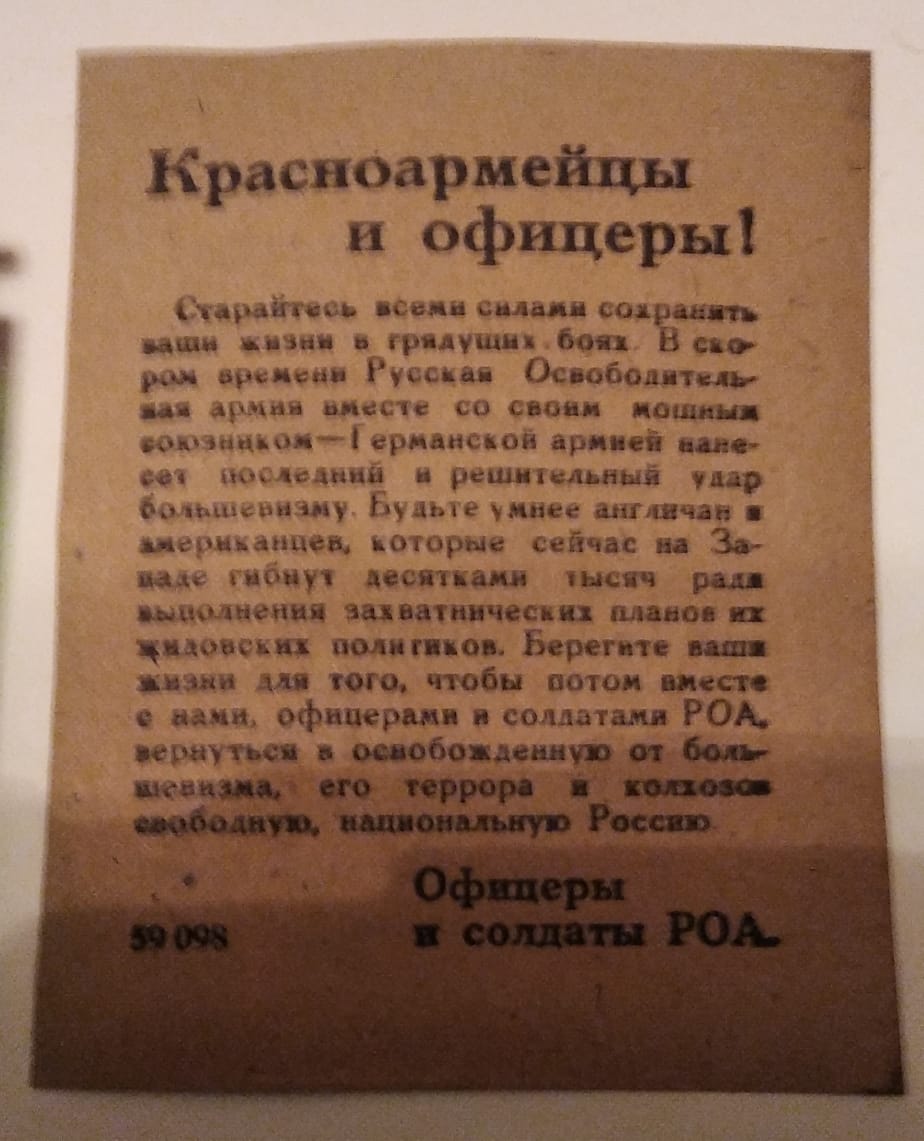 Красноармейцы
и офицеры!
Старайтесь всеми силами сохранить
ваши жизни в грядущих боях. В ско-
ром времени Русская Освободитель-
ная армия вместе со своим мощным
союзником—Германской армией нане-
сет последний и решительный удар
большевизму. Будьте умнее англичан и
американцев, которые сейчас на За-
паде гибнут десятками тысяч ради
выполнения захватнических планов их
жидовских политиков. Берегите ваши
жизни для того, чтобы потом вместе
с нами, офицерами и солдатами РОА,
вернуться в освобожденную от боль-
шевизма, его террора и колхозов
свободную, национальную Россию.
Офицеры
59 098 и солдаты РОА.